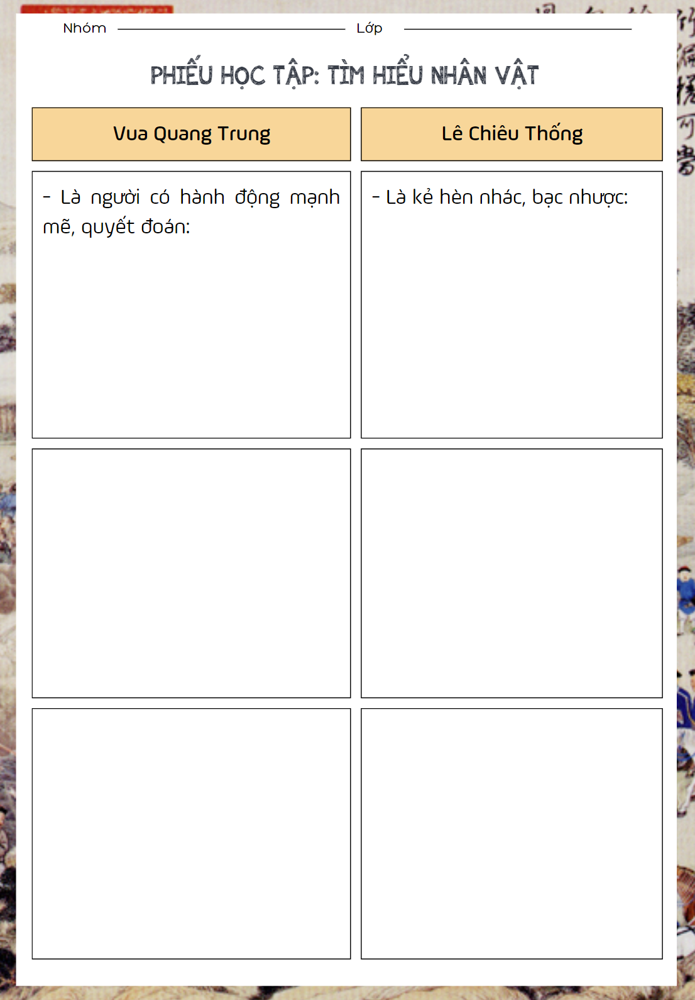 Nhóm Lớp
PHIẾU HỌC TẬP: TÌM HIỂU NHÂN VẬT
Vua Quang Trung
Lê Chiêu Thống
- Là người có hành động mạnh
mẽ, quyết đoán:
- Là kẻ hèn nhác, bạc nhược: